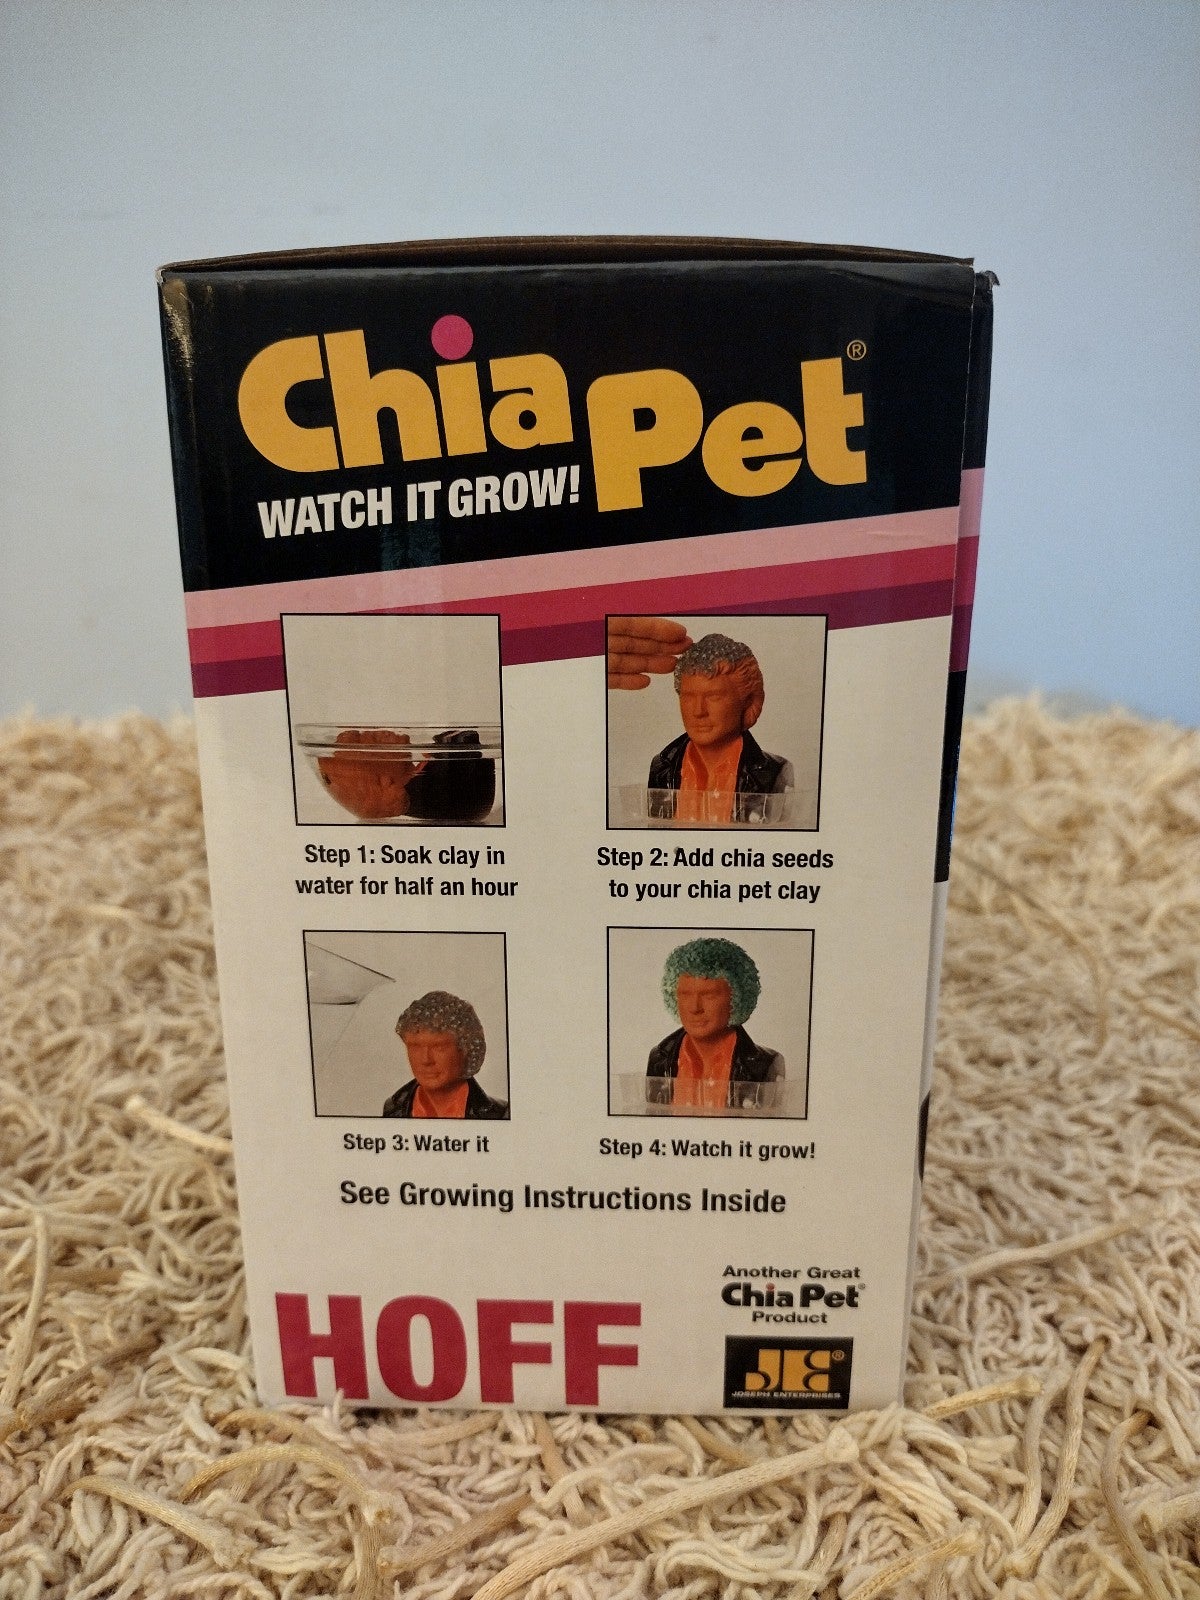 Chia Pet®
WATCH IT GROW!
Step 1: Soak clay in
water for half an hour
Step 2: Add chia seeds
to your chia pet clay
Step 3: Water it
Step 4: Watch it grow!
See Growing Instructions Inside
HOFF
Another Great
Chia Pet®
Product
JE®
JOSEPH ENTERPRISES